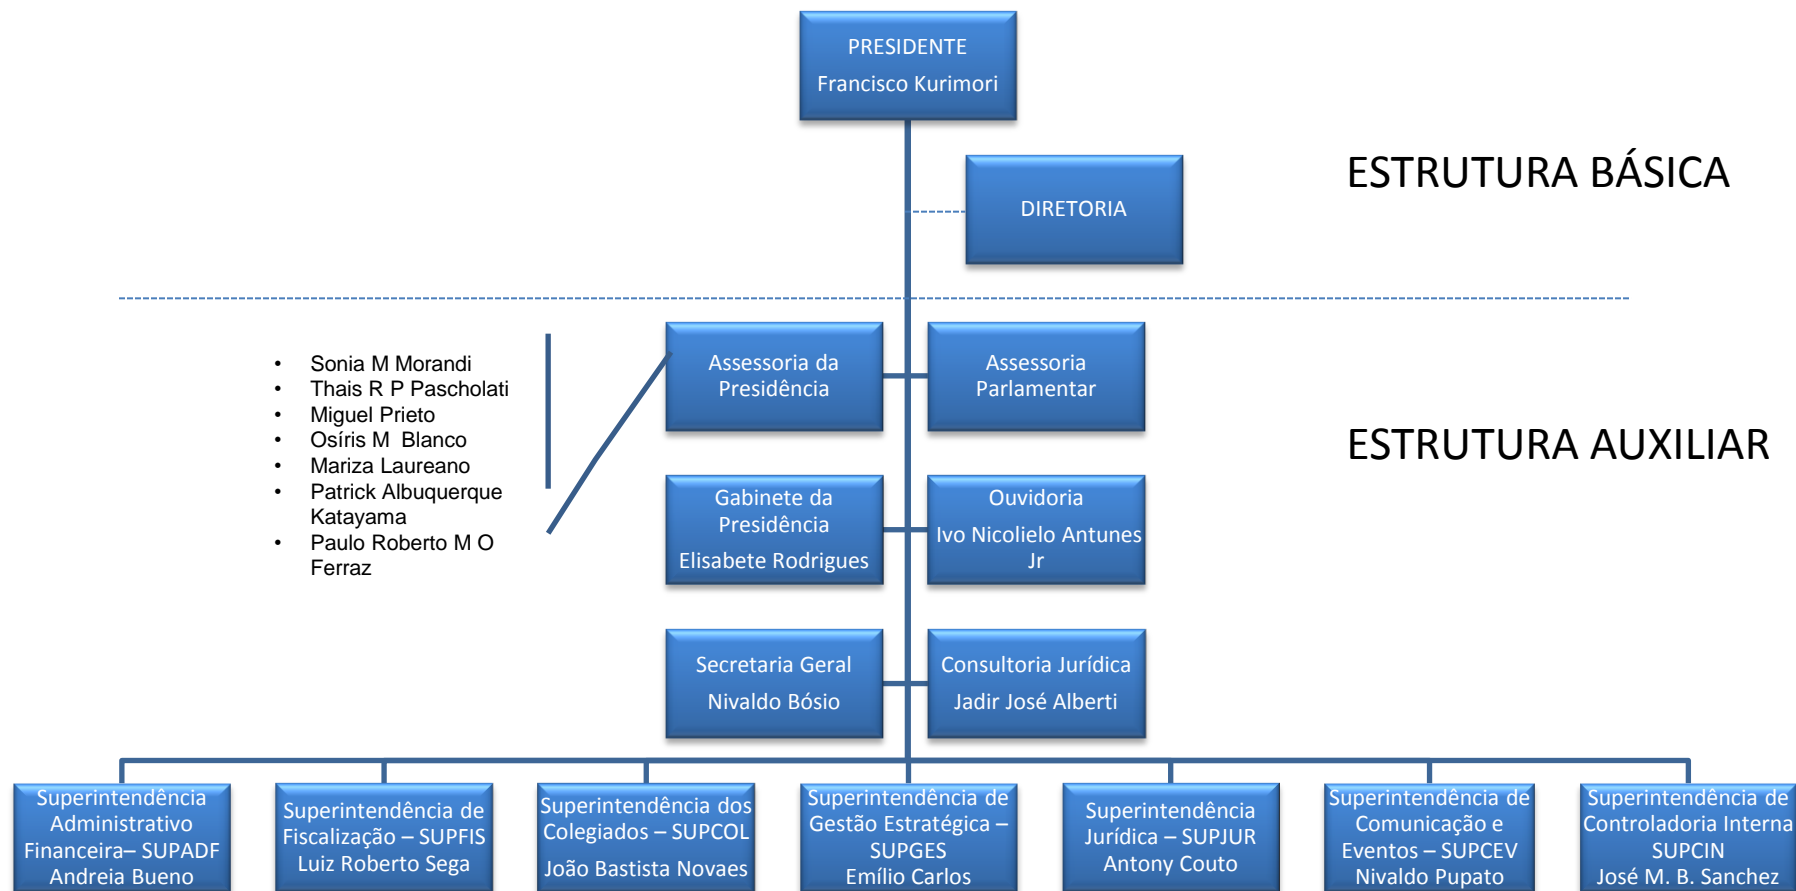 PRESIDENTE
Francisco Kurimori
DIRETORIA
ESTRUTURA BÁSICA
• Sonia M Morandi
• Thais R P Pascholati
• Miguel Prieto
• Osíris M  Blanco
• Mariza Laureano
• Patrick Albuquerque
Katayama
• Paulo Roberto M O
Ferraz
Assessoria da
Presidência
Assessoria
Parlamentar
ESTRUTURA AUXILIAR
Gabinete da
Presidência
Elisabete Rodrigues
Ouvidoria
Ivo Nicolielo Antunes
Jr
Secretaria Geral
Nivaldo Bósio
Consultoria Jurídica
Jadir José Alberti
Superintendência
Administrativo
Financeira– SUPADF
Andreia Bueno
Superintendência de
Fiscalização – SUPFIS
Luiz Roberto Sega
Superintendência dos
Colegiados – SUPCOL
João Bastista Novaes
Superintendência de
Gestão Estratégica –
SUPGES
Emílio Carlos
Superintendência
Jurídica – SUPJUR
Antony Couto
Superintendência de
Comunicação e
Eventos – SUPCEV
Nivaldo Pupato
Superintendência de
Controladoria Interna
SUPCIN
José M. B. Sanchez